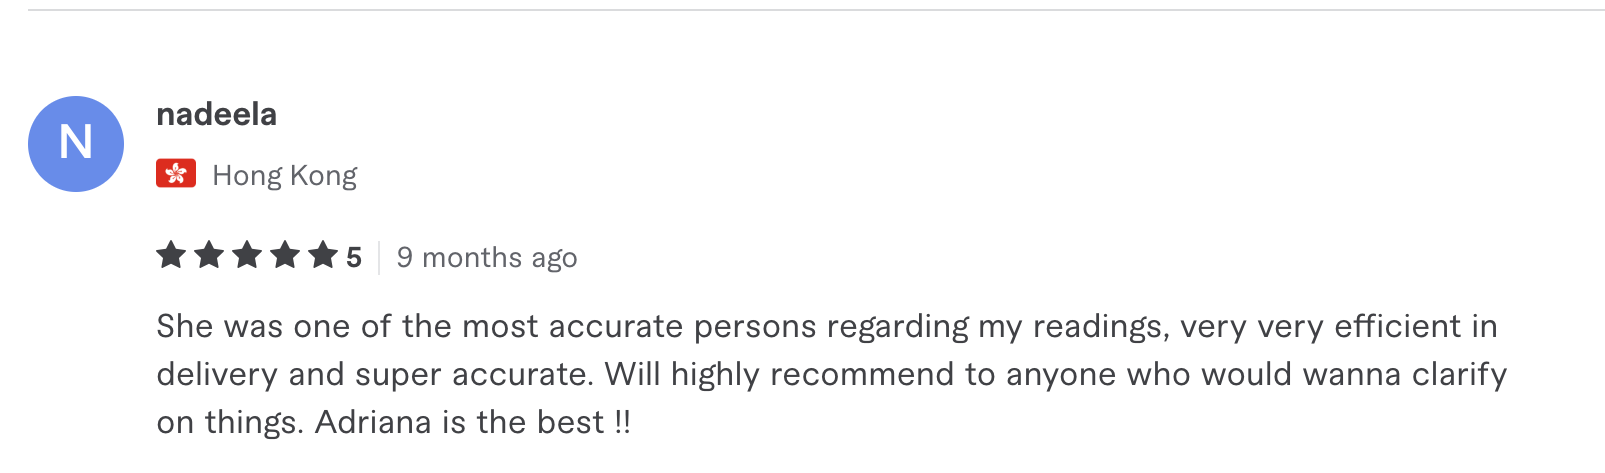 N
nadeela
Hong Kong
5 9 months ago
She was one of the most accurate persons regarding my readings, very very efficient in
delivery and super accurate. Will highly recommend to anyone who would wanna clarify
on things. Adriana is the best !!